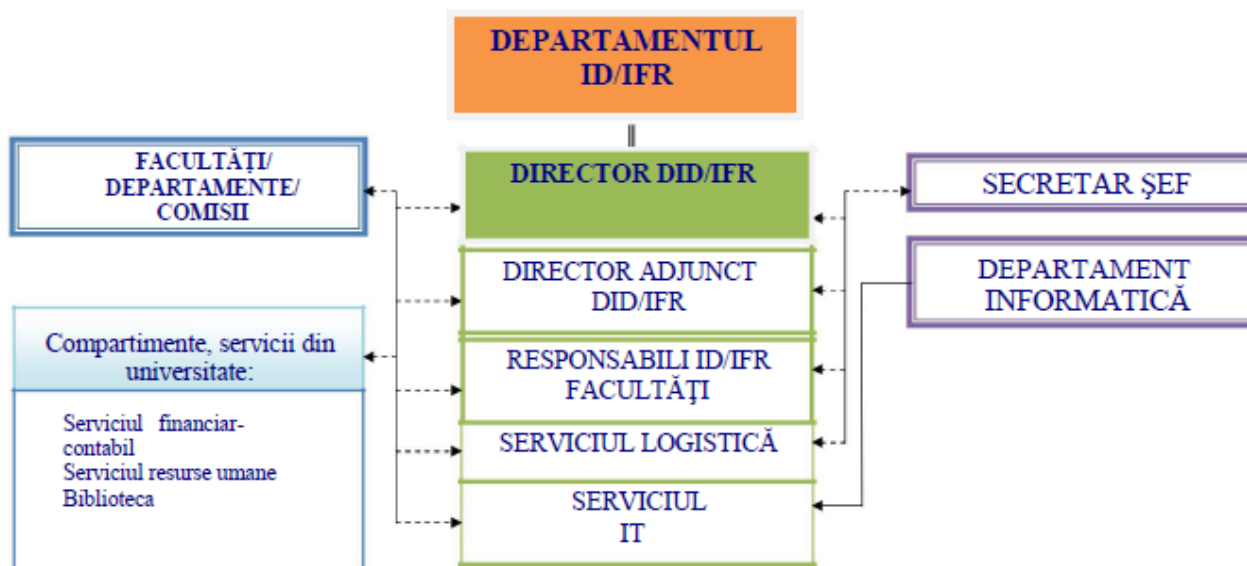 DEPARTAMENTUL
ID/IFR
FACULTĂȚI/
DEPARTAMENTE/
COMISII
DIRECTOR DID/IFR
SECRETAR ŞEF
DIRECTOR ADJUNCT
DID/IFR
DEPARTAMENT
INFORMATICĂ
Compartimente, servicii din
universitate:
Serviciul financiar-
contabil
Serviciul resurse umane
Biblioteca
RESPONSABILI ID/IFR
FACULTĂŢI
SERVICIUL LOGISTICĂ
SERVICIUL
IT